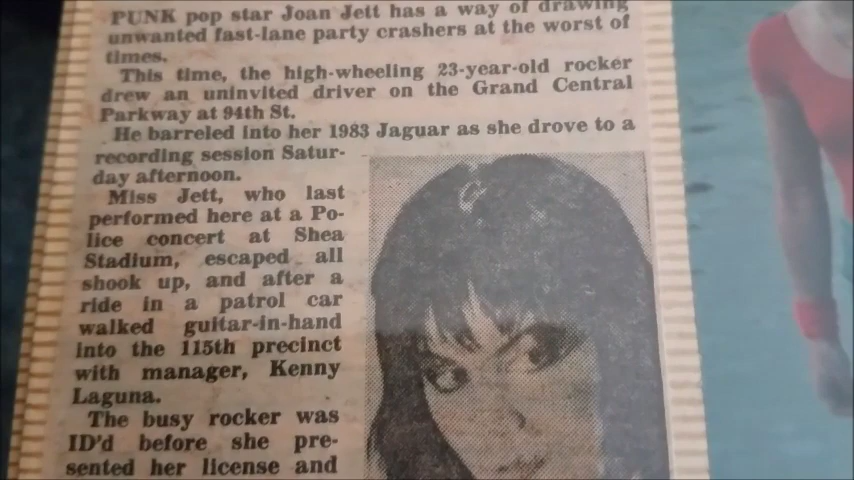 PUNK pop star Joan Jett has a way of drawing
unwanted fast-lane party crashers at the worst of
times.
This time, the high-wheeling 23-year-old rocker
drew an uninvited driver on the Grand Central
Parkway at 94th St.
He barreled into her 1983 Jaguar as she drove to a
recording session Satur-
day afternoon.
Miss Jett, who last
performed here at a Po-
lice concert at Shea
Stadium, escaped all
shook up, and after a
ride in a patrol car
walked guitar-in-hand
into the 115th precinct
with manager, Kenny
Laguna.
The busy rocker was
ID'd before she pre-
sented her license and